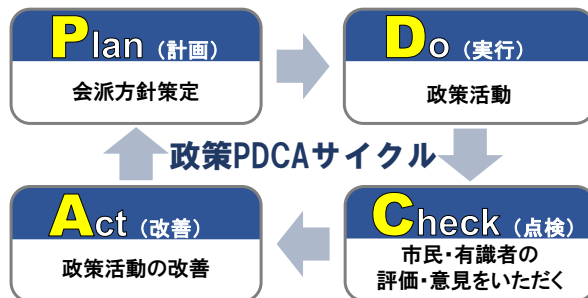 Plan（計画）
会派方針策定
Do（実行）
政策活動
政策PDCAサイクル
Act（改善）
政策活動の改善
Check（点検）
市民・有識者の
評価・意見をいただく